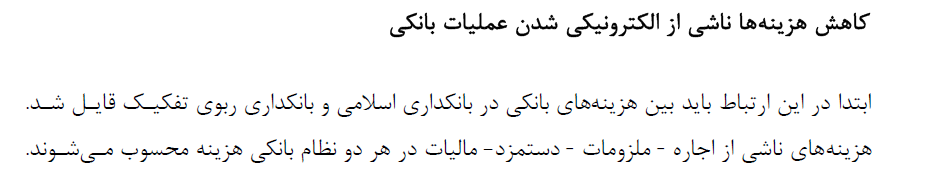 کاهش هزینه‌ها ناشی از الکترونیکی شدن عملیات بانکی
ابتدا در این ارتباط باید بین هزینه‌های بانکی در بانکداری اسلامی و بانکداری ربوی تفکیک قایل شد.
هزینه‌های ناشی از اجاره - ملزومات - دستمزد- مالیات در هر دو نظام بانکی هزینه محسوب می‌شوند.